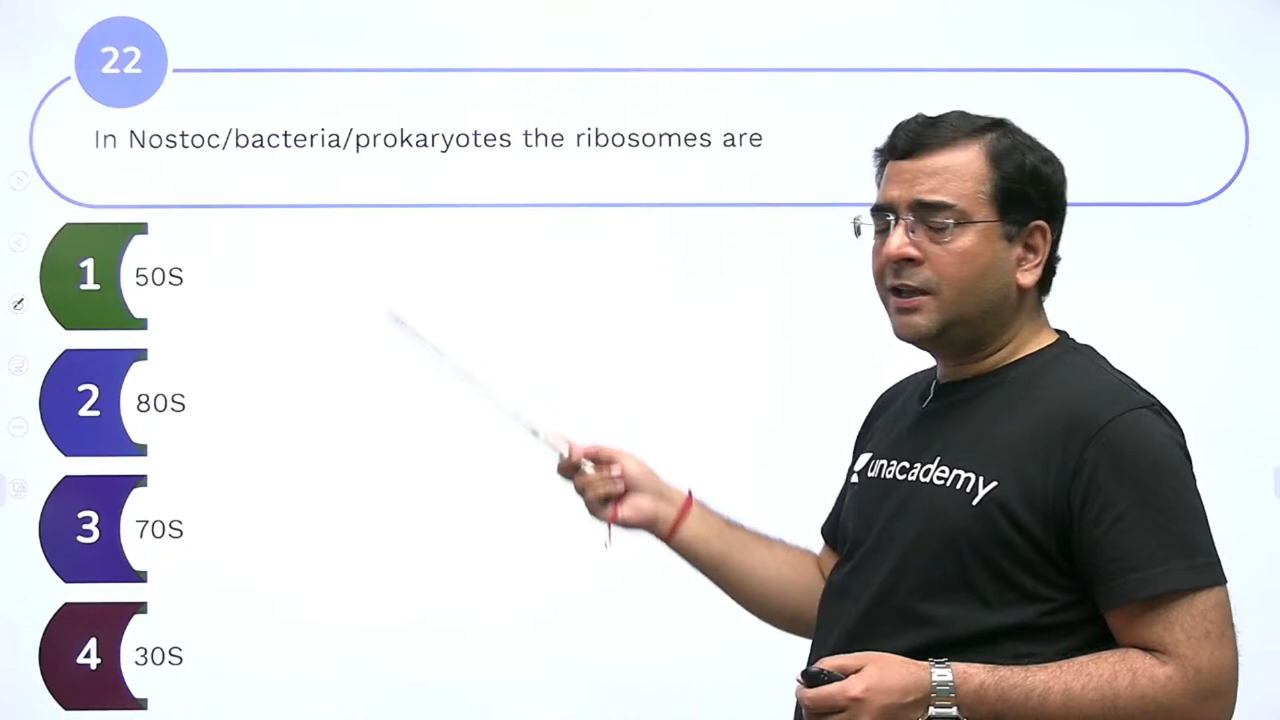 22
In Nostoc/bacteria/prokaryotes the ribosomes are
1 50S
2 80S
3 70S
4 30S
unacademy